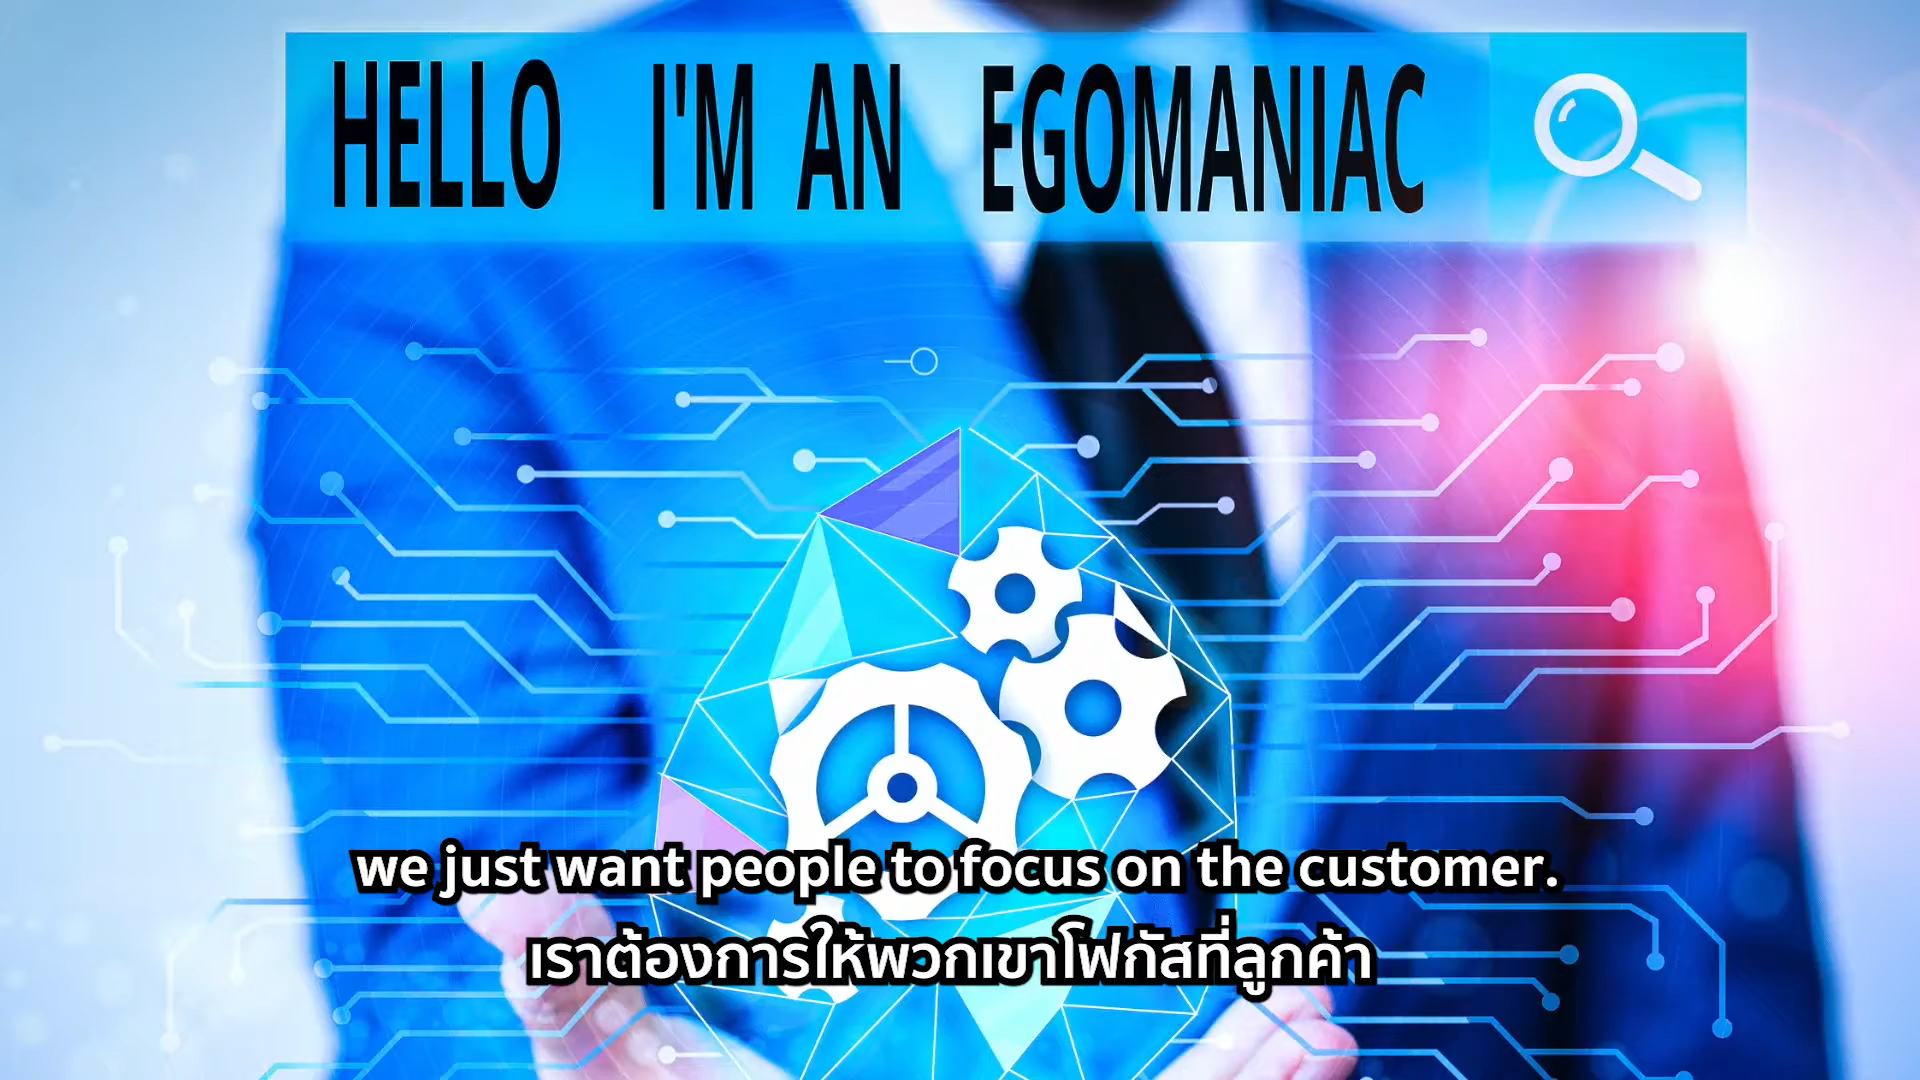 HELLO I'M AN EGOMANIAC
we just want people to focus on the customer.
เราต้องการให้พวกเขาโฟกัสที่ลูกค้า